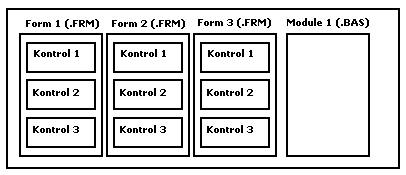 Form 1 (.FRM) Form 2 (.FRM) Form 3 (.FRM) Module 1 (.BAS)
Kontrol 1 Kontrol 1 Kontrol 1
Kontrol 2 Kontrol 2 Kontrol 2
Kontrol 3 Kontrol 3 Kontrol 3